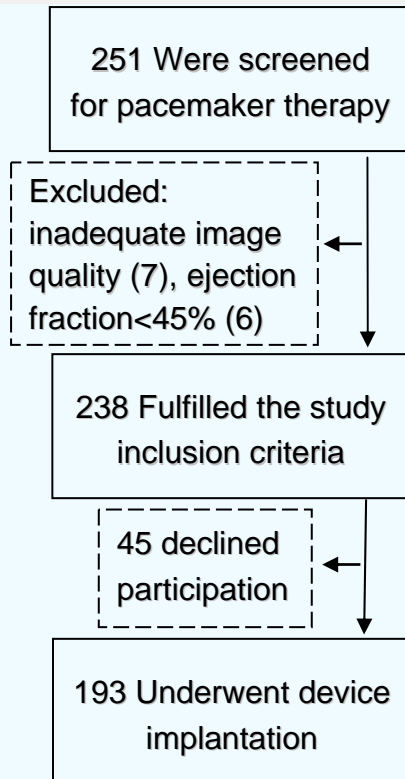 251 Were screened
for pacemaker therapy
Excluded:
inadequate image
quality (7), ejection
fraction<45% (6)
238 Fulfilled the study
inclusion criteria
45 declined
participation
193 Underwent device
implantation